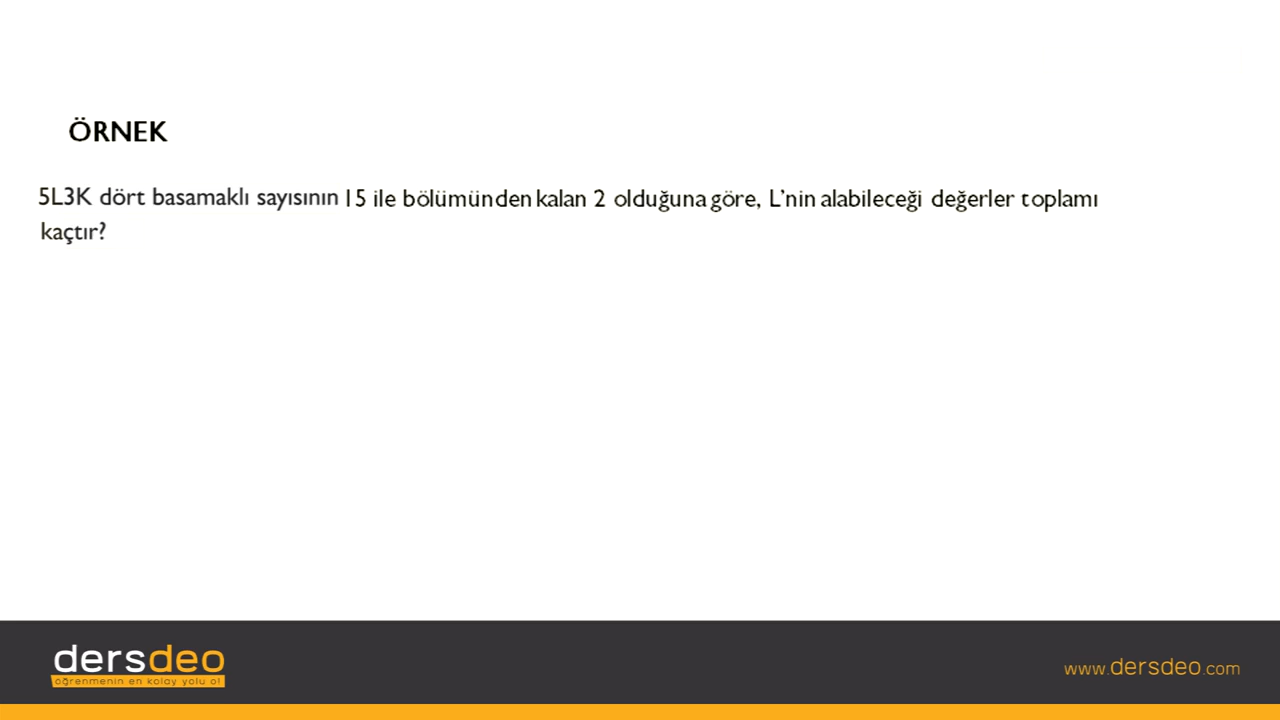 ÖRNEK
5L3K dört basamaklı sayısının 15 ile bölümünden kalan 2 olduğuna göre, L'nin alabileceği değerler toplamı
kaçtır?
dersdeo
öğrenmenin en kolay yolu o!
www.dersdeo.com